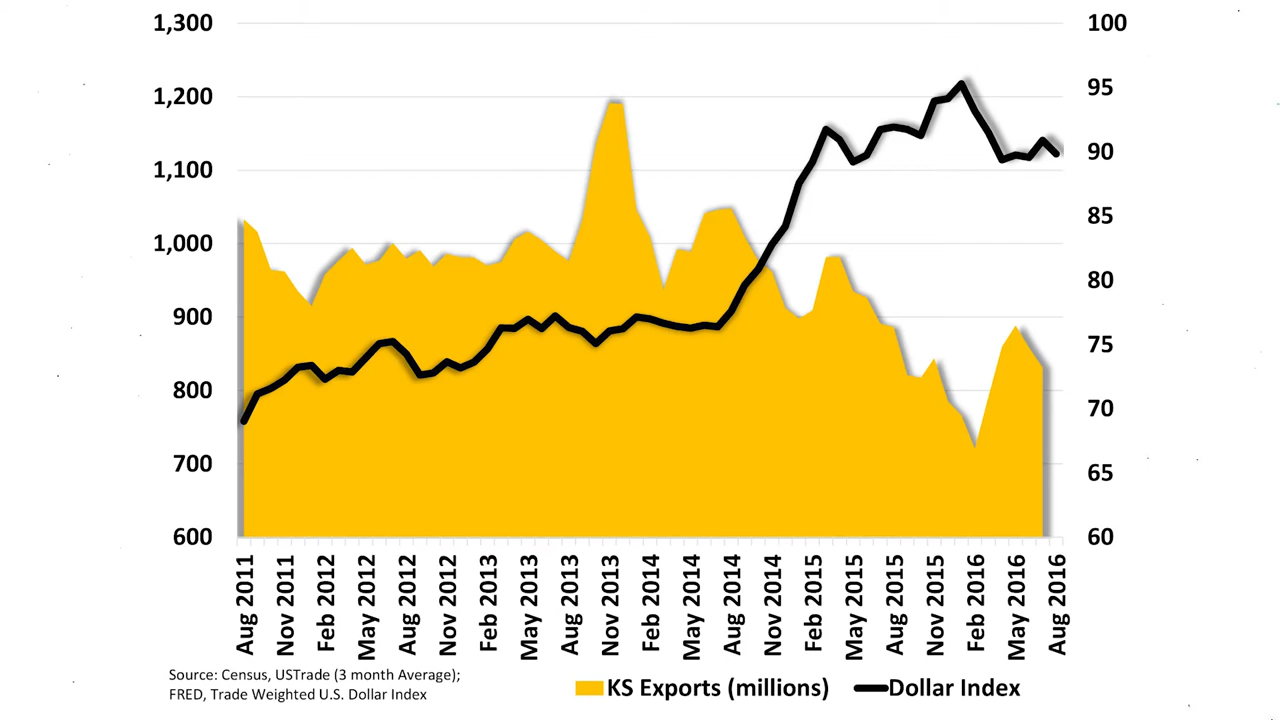 1,300
1,200
1,100
1,000
900
800
700
600
100
95
90
85
80
75
70
65
60
Aug 2011
Nov 2011
Feb 2012
May 2012
Aug 2012
Nov 2012
Feb 2013
May 2013
Aug 2013
Nov 2013
Feb 2014
May 2014
Aug 2014
Nov 2014
Feb 2015
May 2015
Aug 2015
Nov 2015
Feb 2016
May 2016
Aug 2016
Source: Census, USTrade (3 month Average);
FRED, Trade Weighted U.S. Dollar Index
KS Exports (millions)
Dollar Index